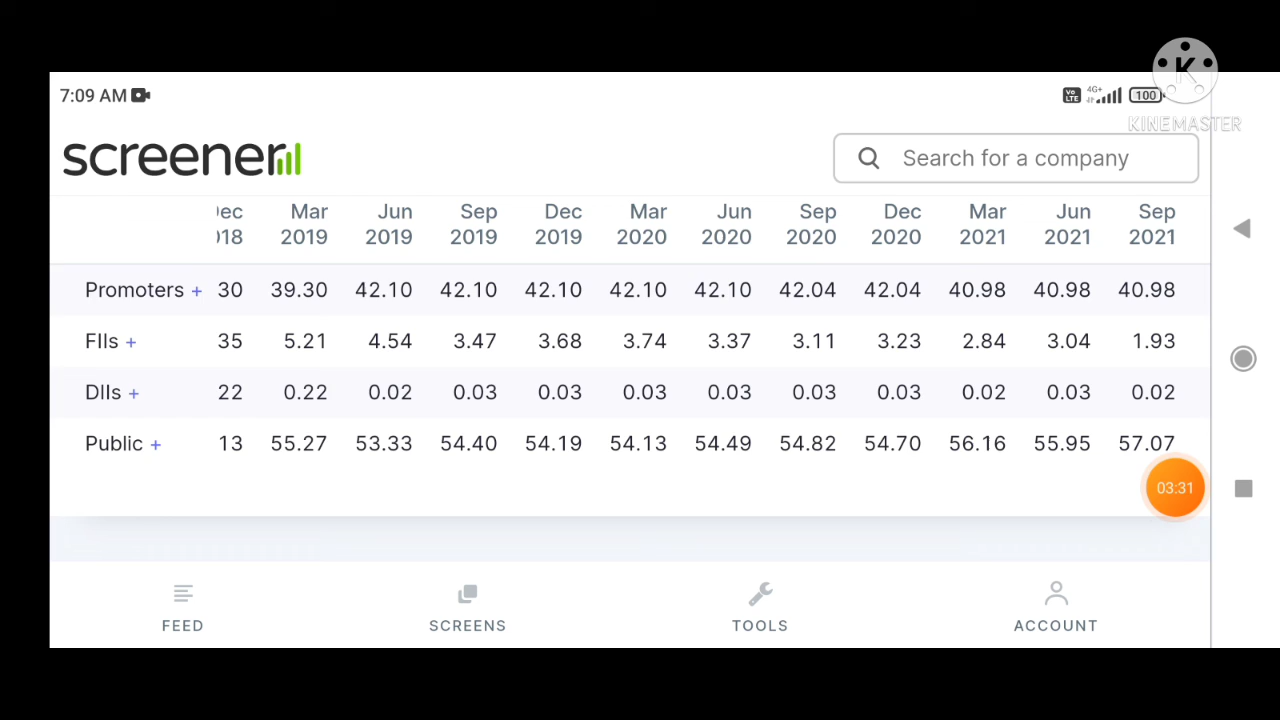 7:09 AM
Vo LTE 4G+ 100
KINEMASTER
screener
Search for a company
Mar Jun Sep Dec Mar Jun Sep Dec Mar Jun Sep
2019 2019 2019 2019 2020 2020 2020 2020 2021 2021 2021
Promoters + 30 39.30 42.10 42.10 42.10 42.10 42.10 42.04 42.04 40.98 40.98 40.98
FIIs + 35 5.21 4.54 3.47 3.68 3.74 3.37 3.11 3.23 2.84 3.04 1.93
DIIs + 22 0.22 0.02 0.03 0.03 0.03 0.03 0.03 0.03 0.02 0.03 0.02
Public + 13 55.27 53.33 54.40 54.19 54.13 54.49 54.82 54.70 56.16 55.95 57.07
03:31
FEED SCREENS TOOLS ACCOUNT